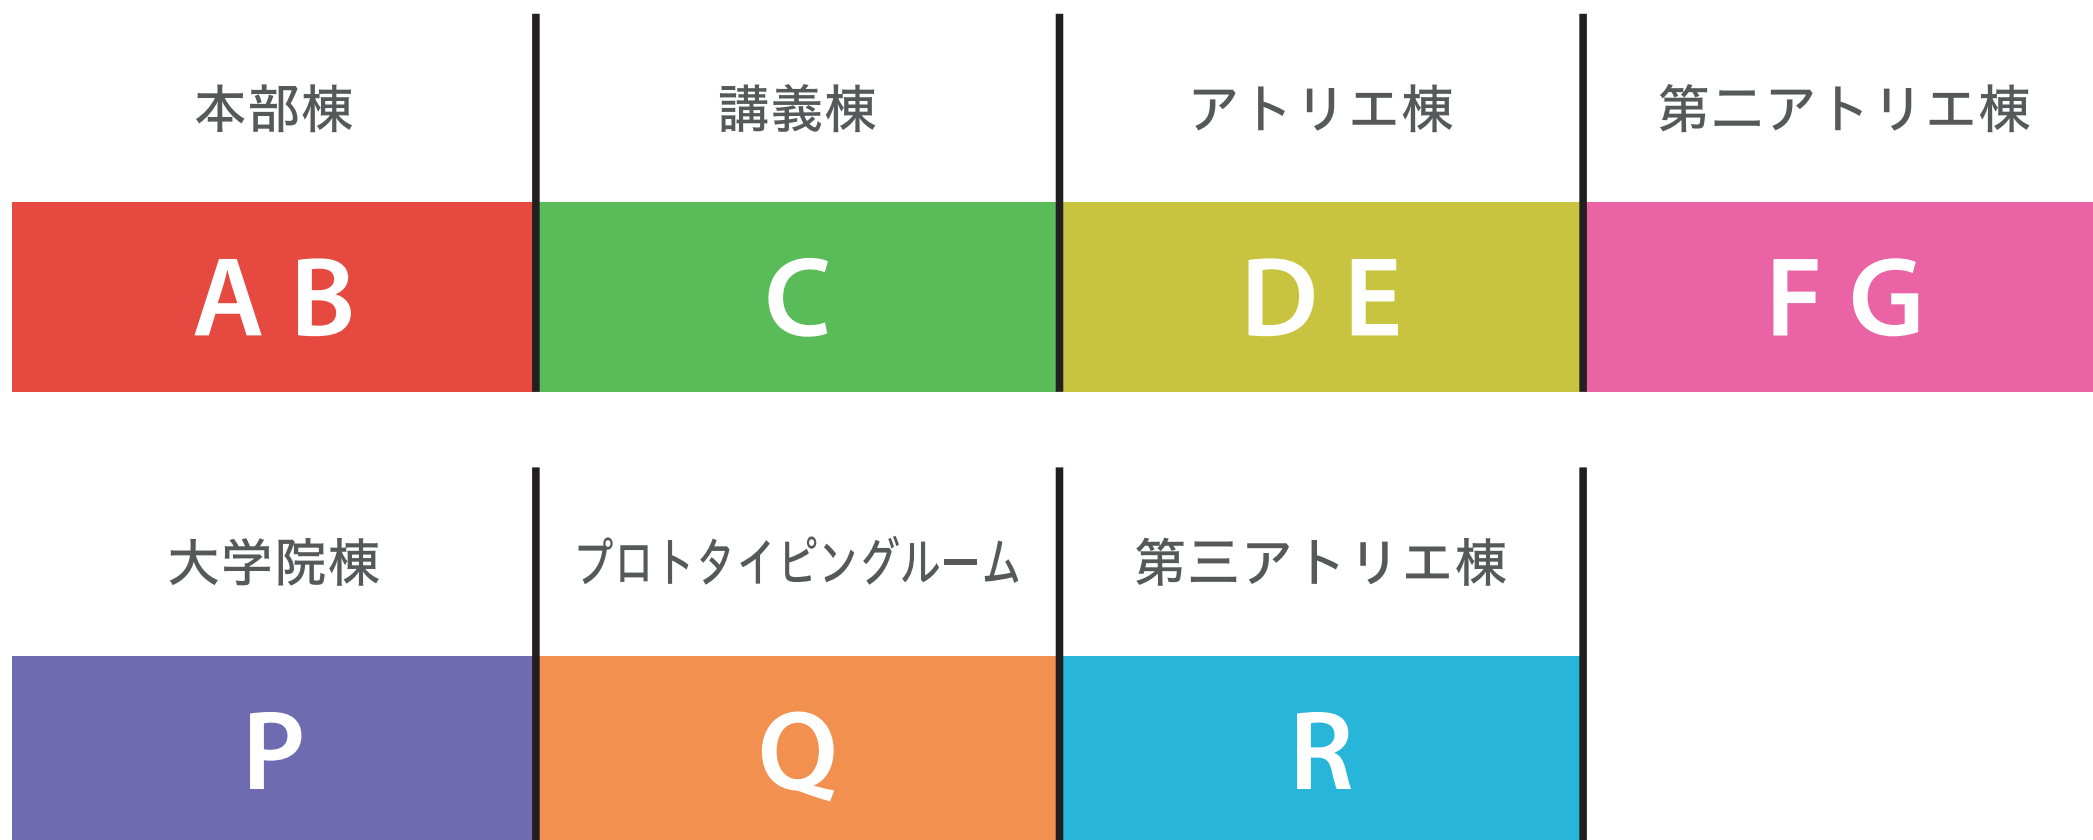 本部棟 講義棟 アトリエ棟 第二アトリエ棟
A B C D E F G
大学院棟 プロトタイピングルーム 第三アトリエ棟
P Q R